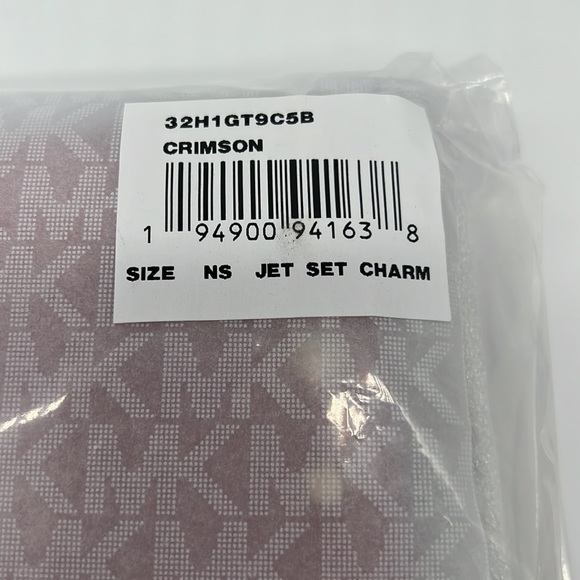 32H1GT9C5B
CRIMSON
1 94900 94163 8
SIZE NS JET SET CHARM